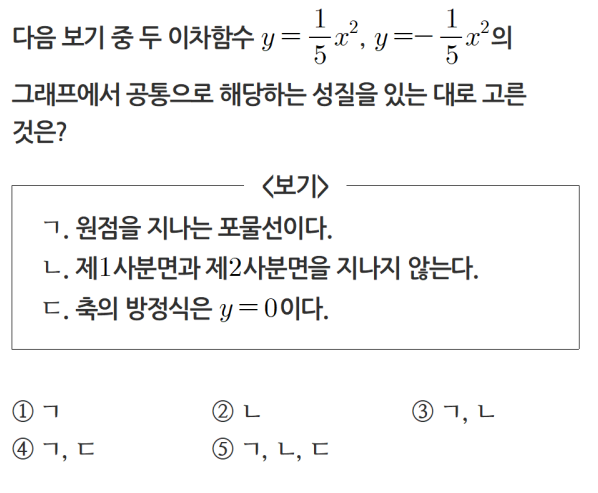 다음 보기 중 두 이차함수 y = 1/5 x², y = -1/5 x²의
그래프에서 공통으로 해당하는 성질을 있는 대로 고른
것은?
<보기>
ㄱ. 원점을 지나는 포물선이다.
ㄴ. 제1사분면과 제2사분면을 지나지 않는다.
ㄷ. 축의 방정식은 y = 0이다.
① ㄱ ② ㄴ ③ ㄱ, ㄴ
④ ㄱ, ㄷ ⑤ ㄱ, ㄴ, ㄷ